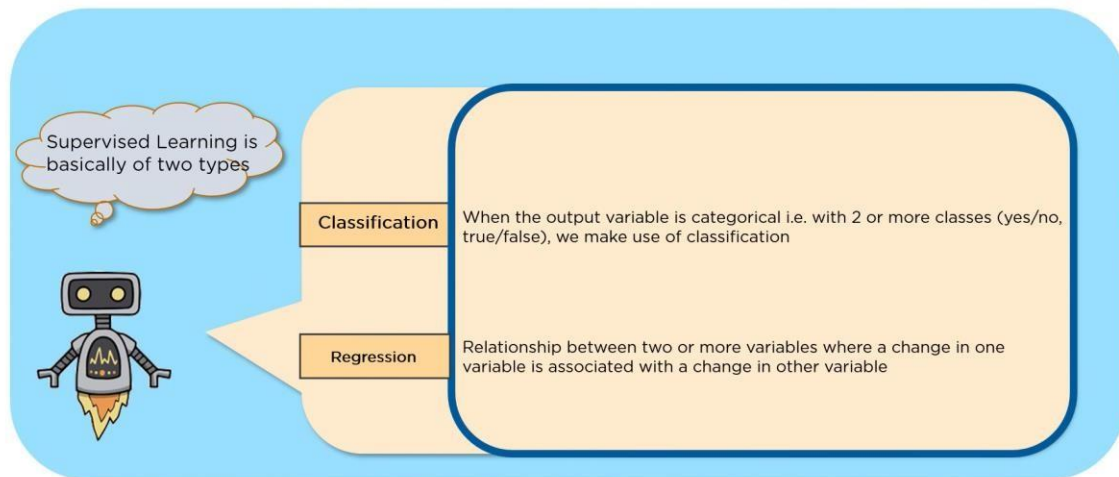 Supervised Learning is
basically of two types
Classification
When the output variable is categorical i.e. with 2 or more classes (yes/no,
true/false), we make use of classification
Regression
Relationship between two or more variables where a change in one
variable is associated with a change in other variable